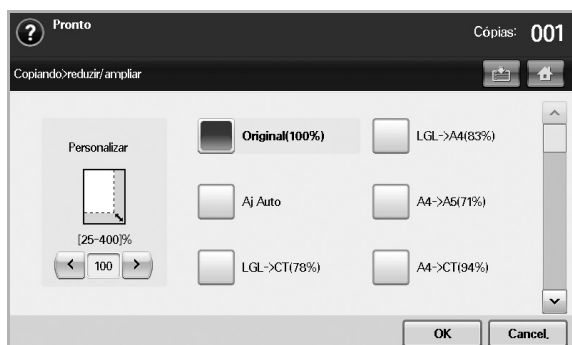 Pronto
Cópias: 001
Copiando>reduzir/ampliar
Personalizar
[25-400]%
100
Original(100%)
LGL->A4(83%)
Aj Auto
A4->A5(71%)
LGL->CT(78%)
A4->CT(94%)
OK
Cancel.